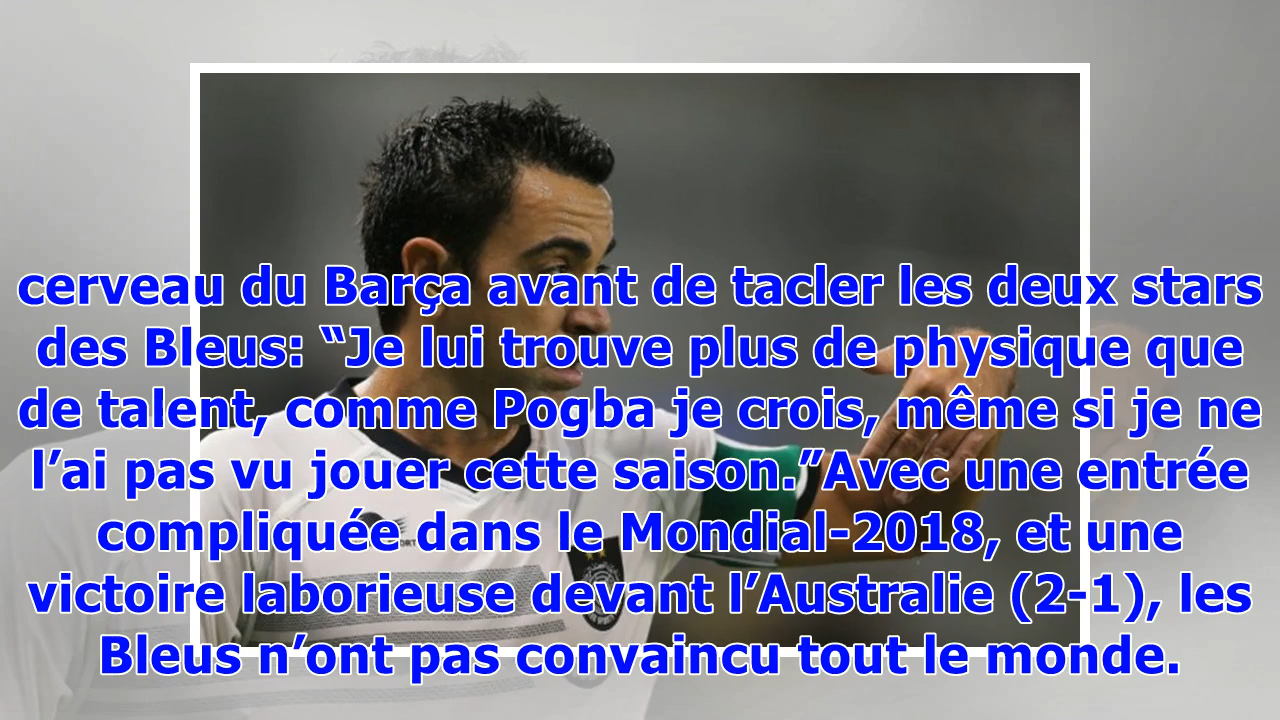 cerveau du Barça avant de tacler les deux stars
des Bleus: “Je lui trouve plus de physique que
de talent, comme Pogba je crois, même si je ne
l’ai pas vu jouer cette saison.”Avec une entrée
compliquée dans le Mondial-2018, et une
victoire laborieuse devant l’Australie (2-1), les
Bleus n’ont pas convaincu tout le monde.